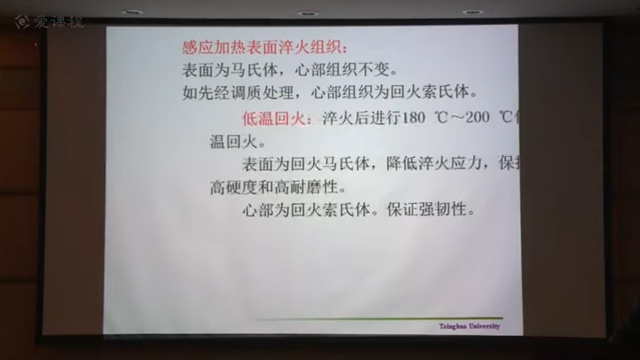 爱课程
感应加热表面淬火组织：
表面为马氏体，心部组织不变。
如先经调质处理，心部组织为回火索氏体。
低温回火：淬火后进行180 ℃～200 ℃
温回火。
表面为回火马氏体，降低淬火应力，保
高硬度和高耐磨性。
心部为回火索氏体。保证强韧性。
Tsinghua University